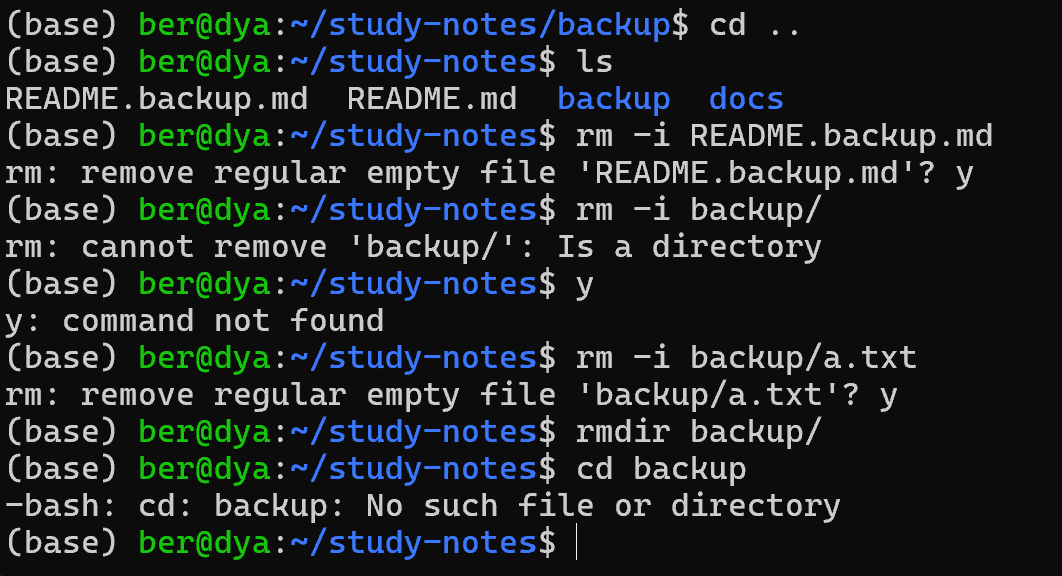 (base) ber@dya:~/study-notes/backup$ cd ..
(base) ber@dya:~/study-notes$ ls
README.backup.md  README.md  backup  docs
(base) ber@dya:~/study-notes$ rm -i README.backup.md
rm: remove regular empty file 'README.backup.md'? y
(base) ber@dya:~/study-notes$ rm -i backup/
rm: cannot remove 'backup/': Is a directory
(base) ber@dya:~/study-notes$ y
y: command not found
(base) ber@dya:~/study-notes$ rm -i backup/a.txt
rm: remove regular empty file 'backup/a.txt'? y
(base) ber@dya:~/study-notes$ rmdir backup/
(base) ber@dya:~/study-notes$ cd backup
-bash: cd: backup: No such file or directory
(base) ber@dya:~/study-notes$